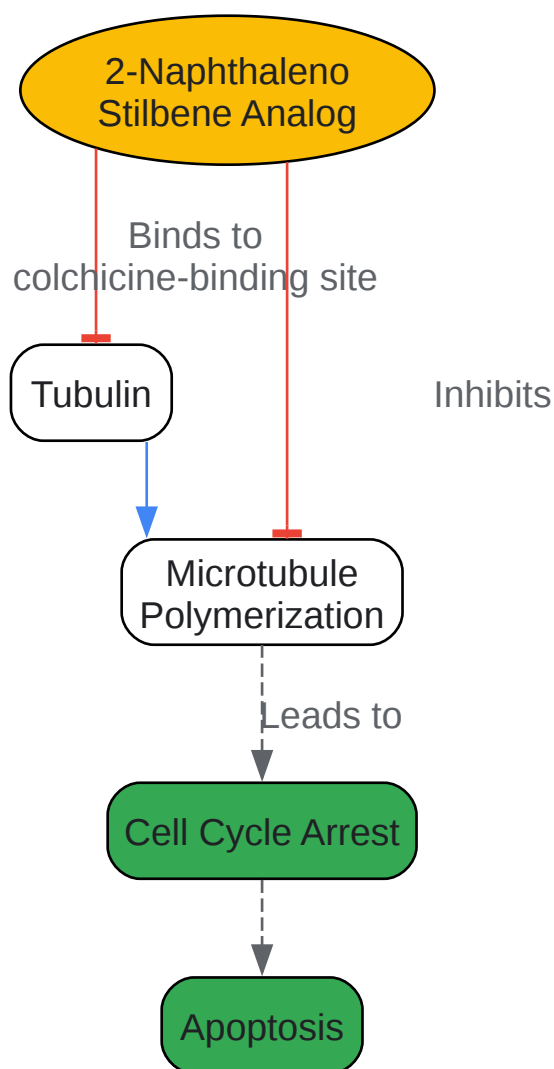 2-Naphthaleno
Stilbene Analog
Binds to
colchicine-binding site
Tubulin
Inhibits
Microtubule
Polymerization
Leads to
Cell Cycle Arrest
Apoptosis